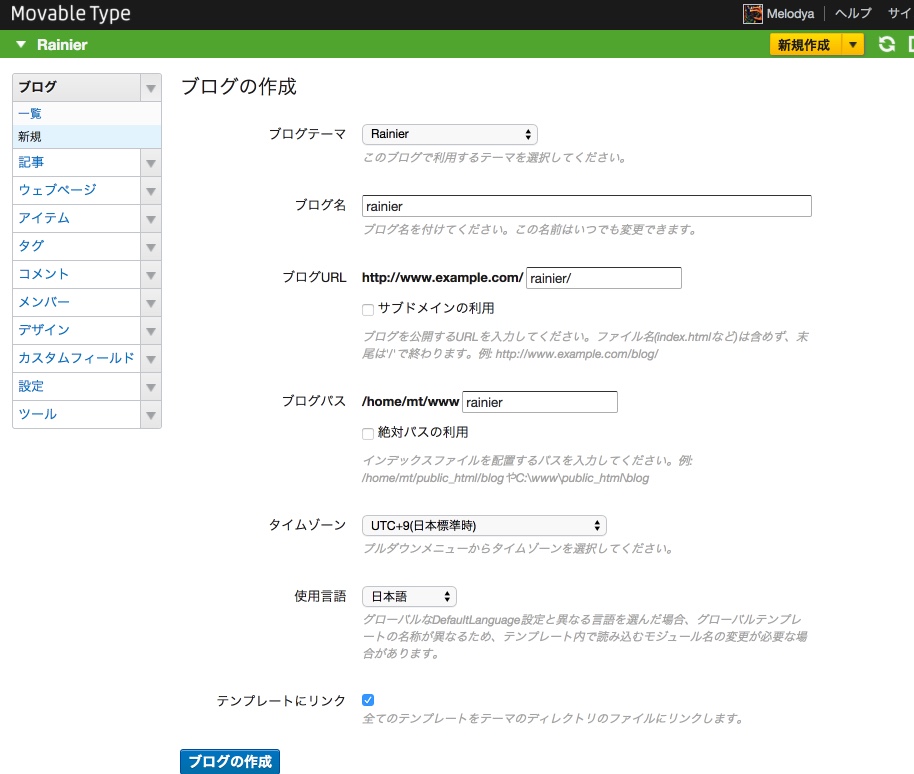 Movable Type
Melodya
ヘルプ
サイ
Rainier
新規作成
ブログ
一覧
新規
記事
ウェブページ
アイテム
タグ
コメント
メンバー
デザイン
カスタムフィールド
設定
ツール
ブログの作成
ブログテーマ Rainier
このブログで利用するテーマを選択してください。
ブログ名 rainier
ブログ名を付けてください。この名前はいつでも変更できます。
ブログURL http://www.example.com/ rainier/
サブドメインの利用
ブログを公開するURLを入力してください。ファイル名(index.htmlなど)は含めず、末
尾は'/'で終わります。例: http://www.example.com/blog/
ブログパス /home/mt/www rainier
絶対パスの利用
インデックスファイルを配置するパスを入力してください。例:
/home/mt/public_html/blogやC:\www\public_html\blog
タイムゾーン UTC+9(日本標準時)
プルダウンメニューからタイムゾーンを選択してください。
使用言語 日本語
グローバルなDefaultLanguage設定と異なる言語を選んだ場合、グローバルテンプレ
ートの名称が異なるため、テンプレート内で読み込むモジュール名の変更が必要な場
合があります。
テンプレートにリンク
全てのテンプレートをテーマのディレクトリのファイルにリンクします。
ブログの作成